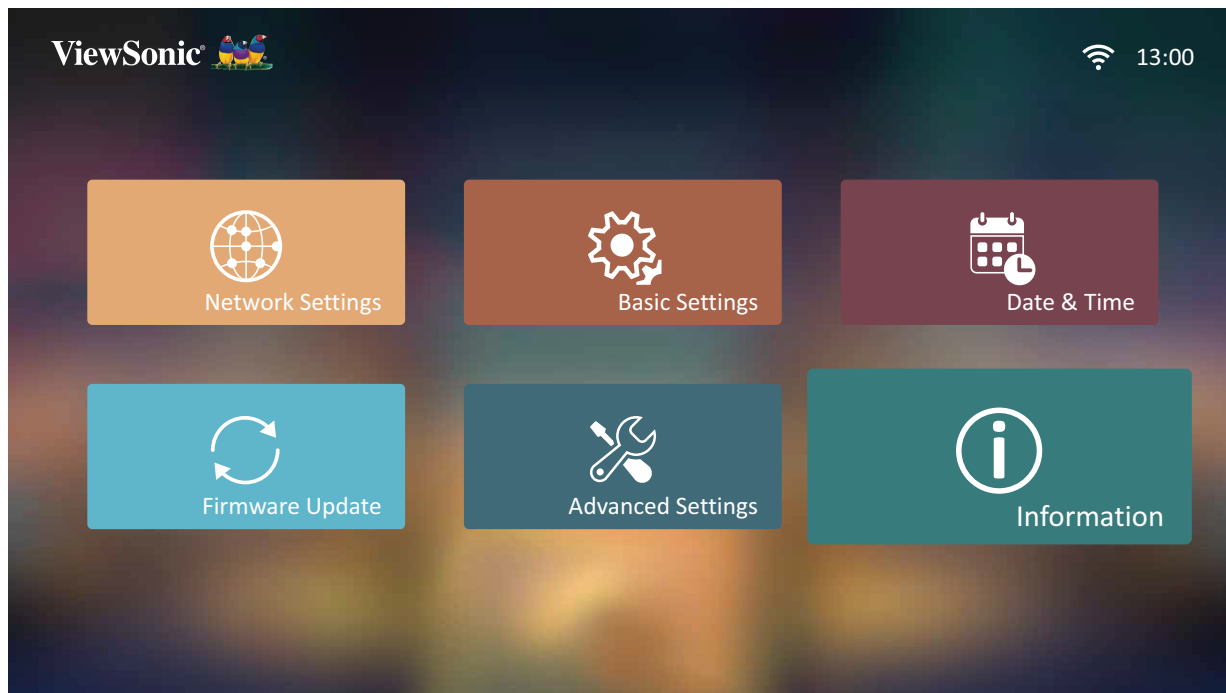 ViewSonic®
13:00
Network Settings
Basic Settings
Date & Time
Firmware Update
Advanced Settings
Information